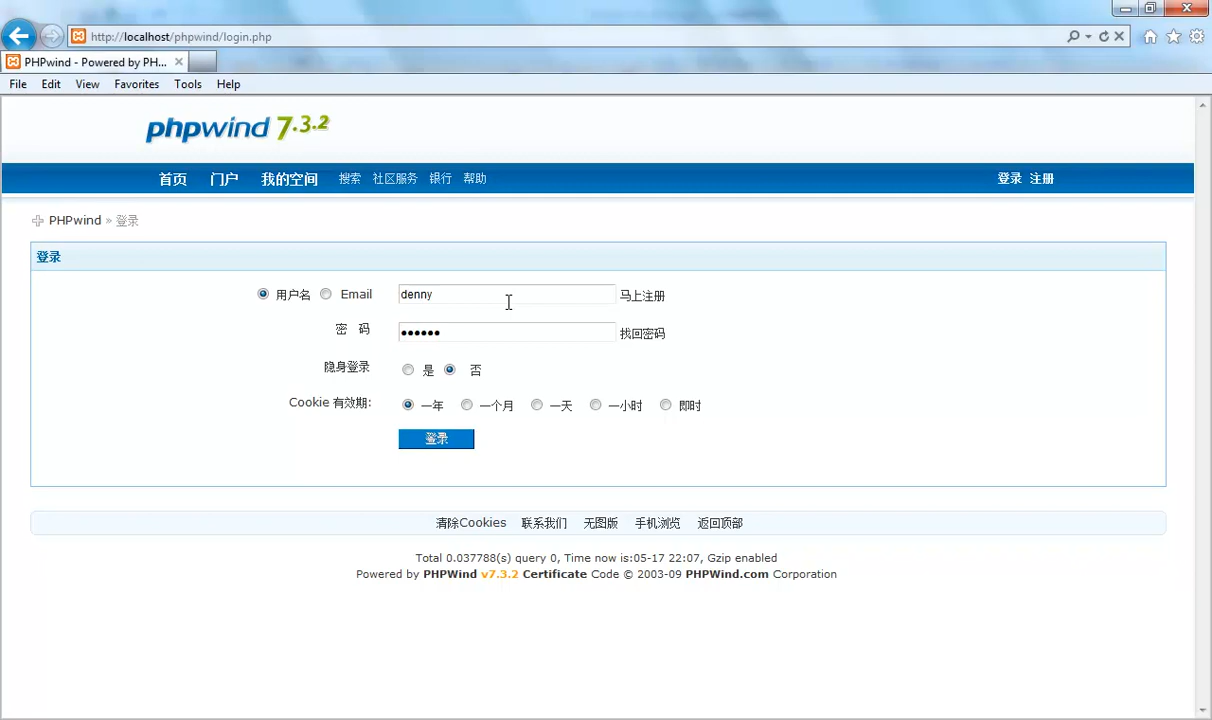 http://localhost/phpwind/login.php
PHPwind - Powered by PH...
File Edit View Favorites Tools Help
phpwind 7.3.2
首页 门户 我的空间 搜索 社区服务 银行 帮助 登录 注册
PHPwind » 登录
登录
用户名 Email denny 马上注册
密 码 •••••• 找回密码
隐身登录 是 否
Cookie 有效期: 一年 一个月 一天 一小时 即时
登录
清除Cookies 联系我们 无图版 手机浏览 返回顶部
Total 0.037788(s) query 0, Time now is:05-17 22:07, Gzip enabled
Powered by PHPWind v7.3.2 Certificate Code © 2003-09 PHPWind.com Corporation